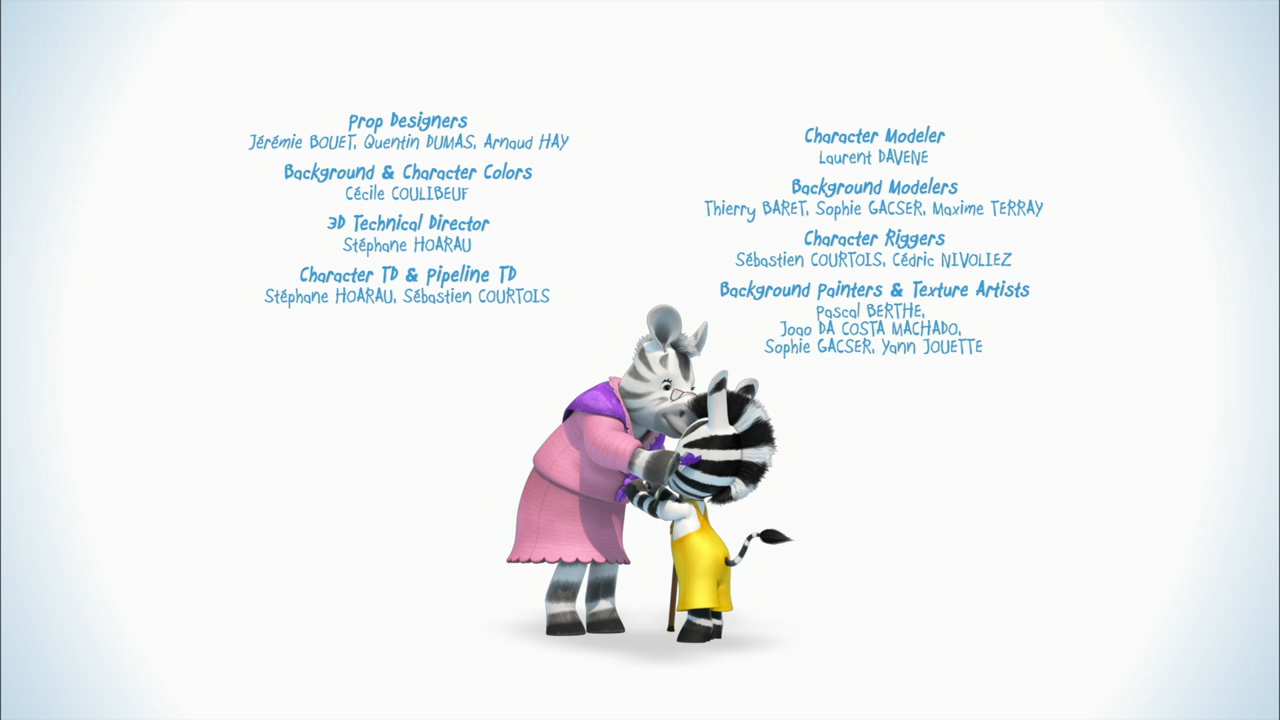 Prop Designers
Jérémie BOUET, Quentin DUMAS, Arnaud HAY
Background & Character Colors
Cécile COULIBEUF
3D Technical Director
Stéphane HOARAU
Character TD & Pipeline TD
Stéphane HOARAU, Sébastien COURTOIS
Character Modeler
Laurent DAVENE
Background Modelers
Thierry BARET, Sophie GACSER, Maxime TERRAY
Character Riggers
Sébastien COURTOIS, Cédric NIVOLIEZ
Background Painters & Texture Artists
Pascal BERTHE,
Joao DA COSTA MACHADO,
Sophie GACSER, Yann JOUETTE